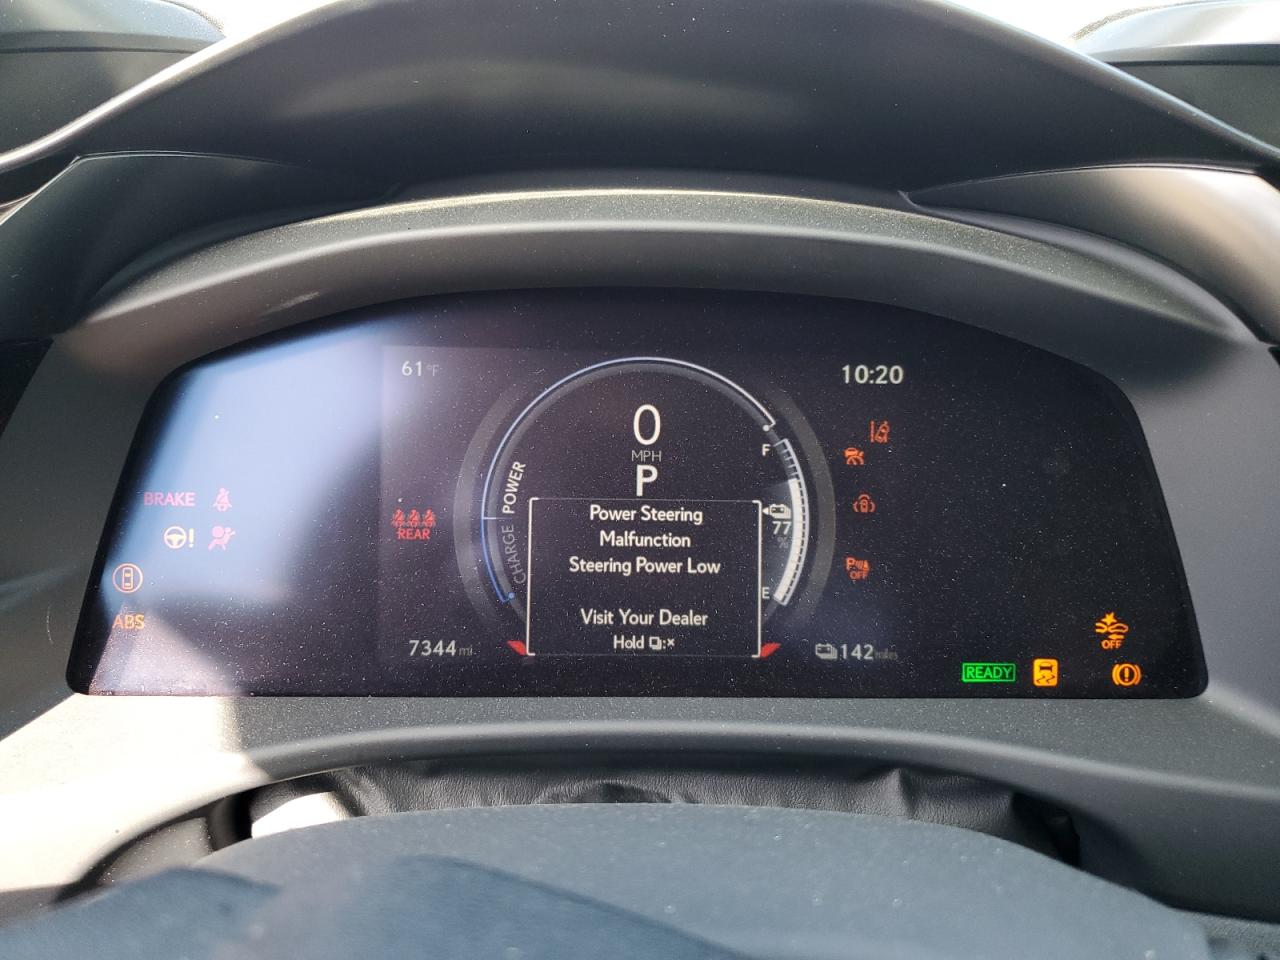 61°F
10:20
0
MPH
P
F
POWER
CHARGE
BRAKE
REAR
ABS
Power Steering
Malfunction
Steering Power Low
Visit Your Dealer
Hold :×
77
%
E
P
OFF
7344 mi.
142 miles
OFF
READY